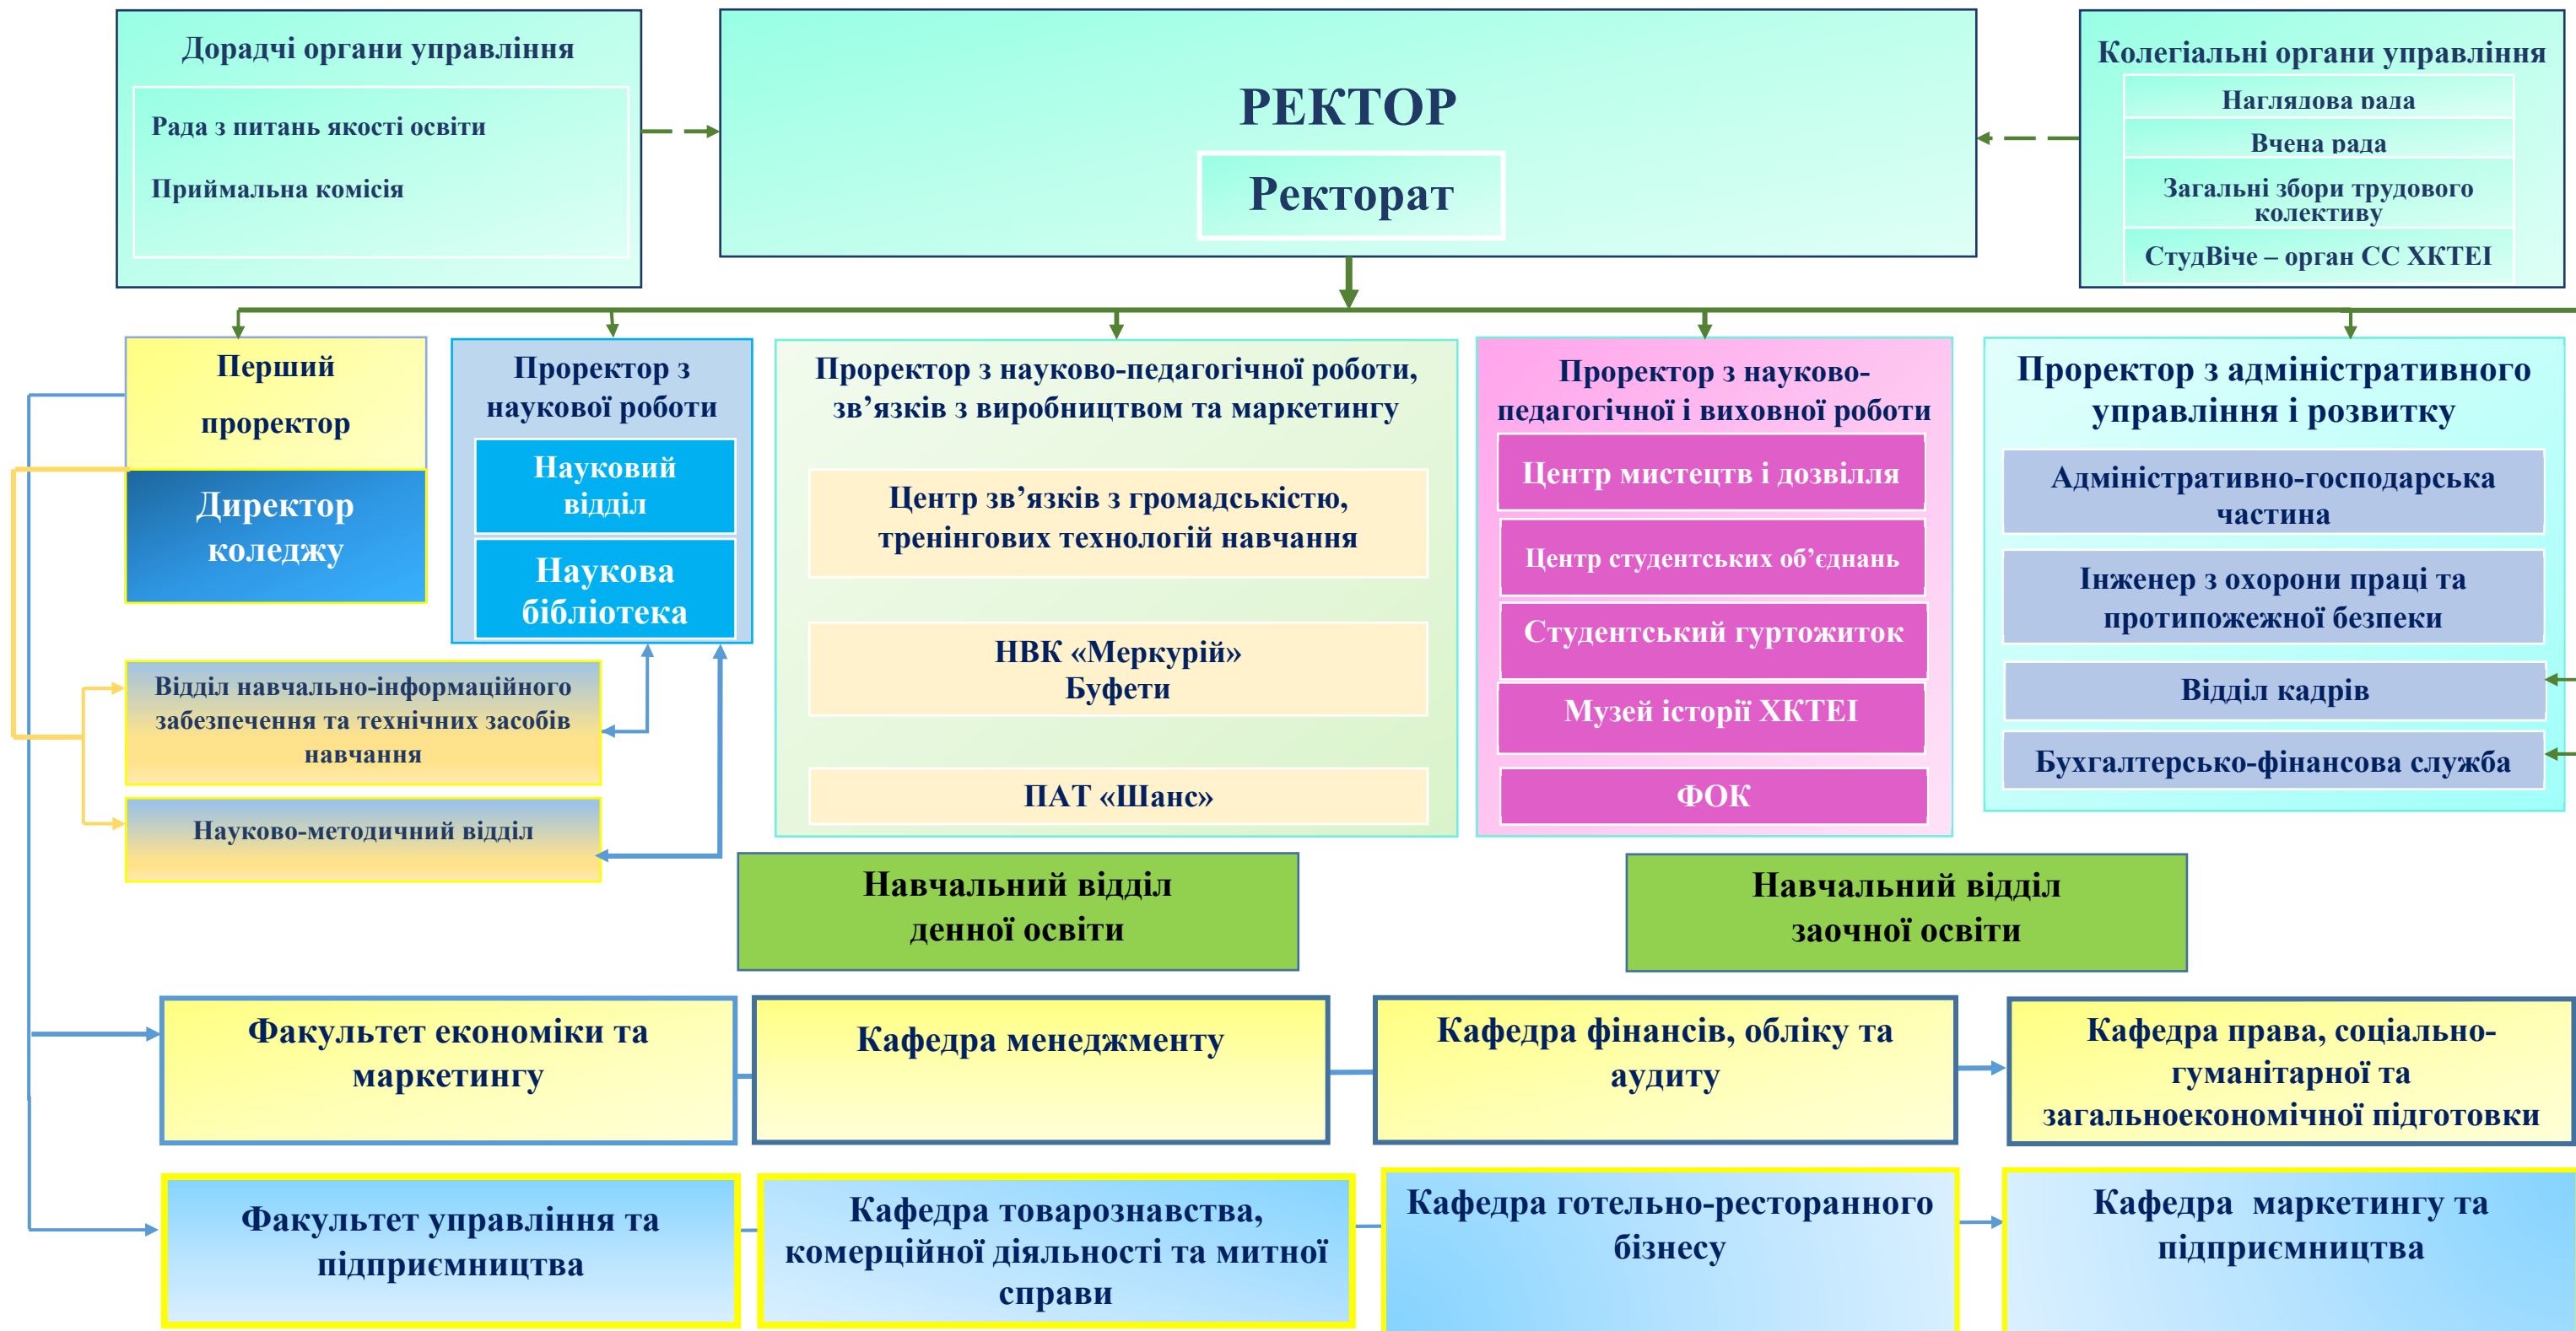 Дорадчі органи управління
Рада з питань якості освіти
Приймальна комісія
РЕКТОР
Ректорат
Колегіальні органи управління
Наглядова рада
Вчена рада
Загальні збори трудового
колективу
СтудВіче – орган СС ХКТЕІ
Перший
проректор
Директор
коледжу
Проректор з
наукової роботи
Науковий
відділ
Наукова
бібліотека
Проректор з науково-педагогічної роботи,
зв’язків з виробництвом та маркетингу
Центр зв’язків з громадськістю,
тренінгових технологій навчання
НВК «Меркурій»
Буфети
ПАТ «Шанс»
Проректор з науково-
педагогічної і виховної роботи
Центр мистецтв і дозвілля
Центр студентських об’єднань
Студентський гуртожиток
Музей історії ХКТЕІ
ФОК
Проректор з адміністративного
управління і розвитку
Адміністративно-господарська
частина
Інженер з охорони праці та
протипожежної безпеки
Відділ кадрів
Бухгалтерсько-фінансова служба
Відділ навчально-інформаційного
забезпечення та технічних засобів
навчання
Науково-методичний відділ
Навчальний відділ
денної освіти
Навчальний відділ
заочної освіти
Факультет економіки та
маркетингу
Кафедра менеджменту
Кафедра фінансів, обліку та
аудиту
Кафедра права, соціально-
гуманітарної та
загальноекономічної підготовки
Факультет управління та
підприємництва
Кафедра товарознавства,
комерційної діяльності та митної
справи
Кафедра готельно-ресторанного
бізнесу
Кафедра маркетингу та
підприємництва